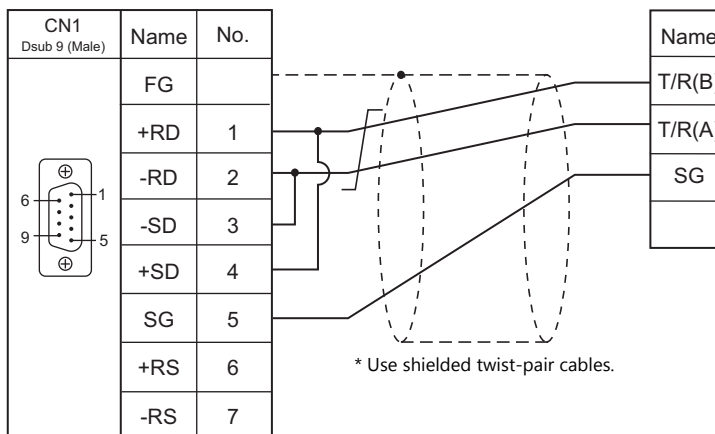 CN1
Dsub 9 (Male)
Name No.
Name
FG
T/R(B)
+RD 1
T/R(A)
-RD 2
SG
1
6
-SD 3
9
5
+SD 4
SG 5
* Use shielded twist-pair cables.
+RS 6
-RS 7